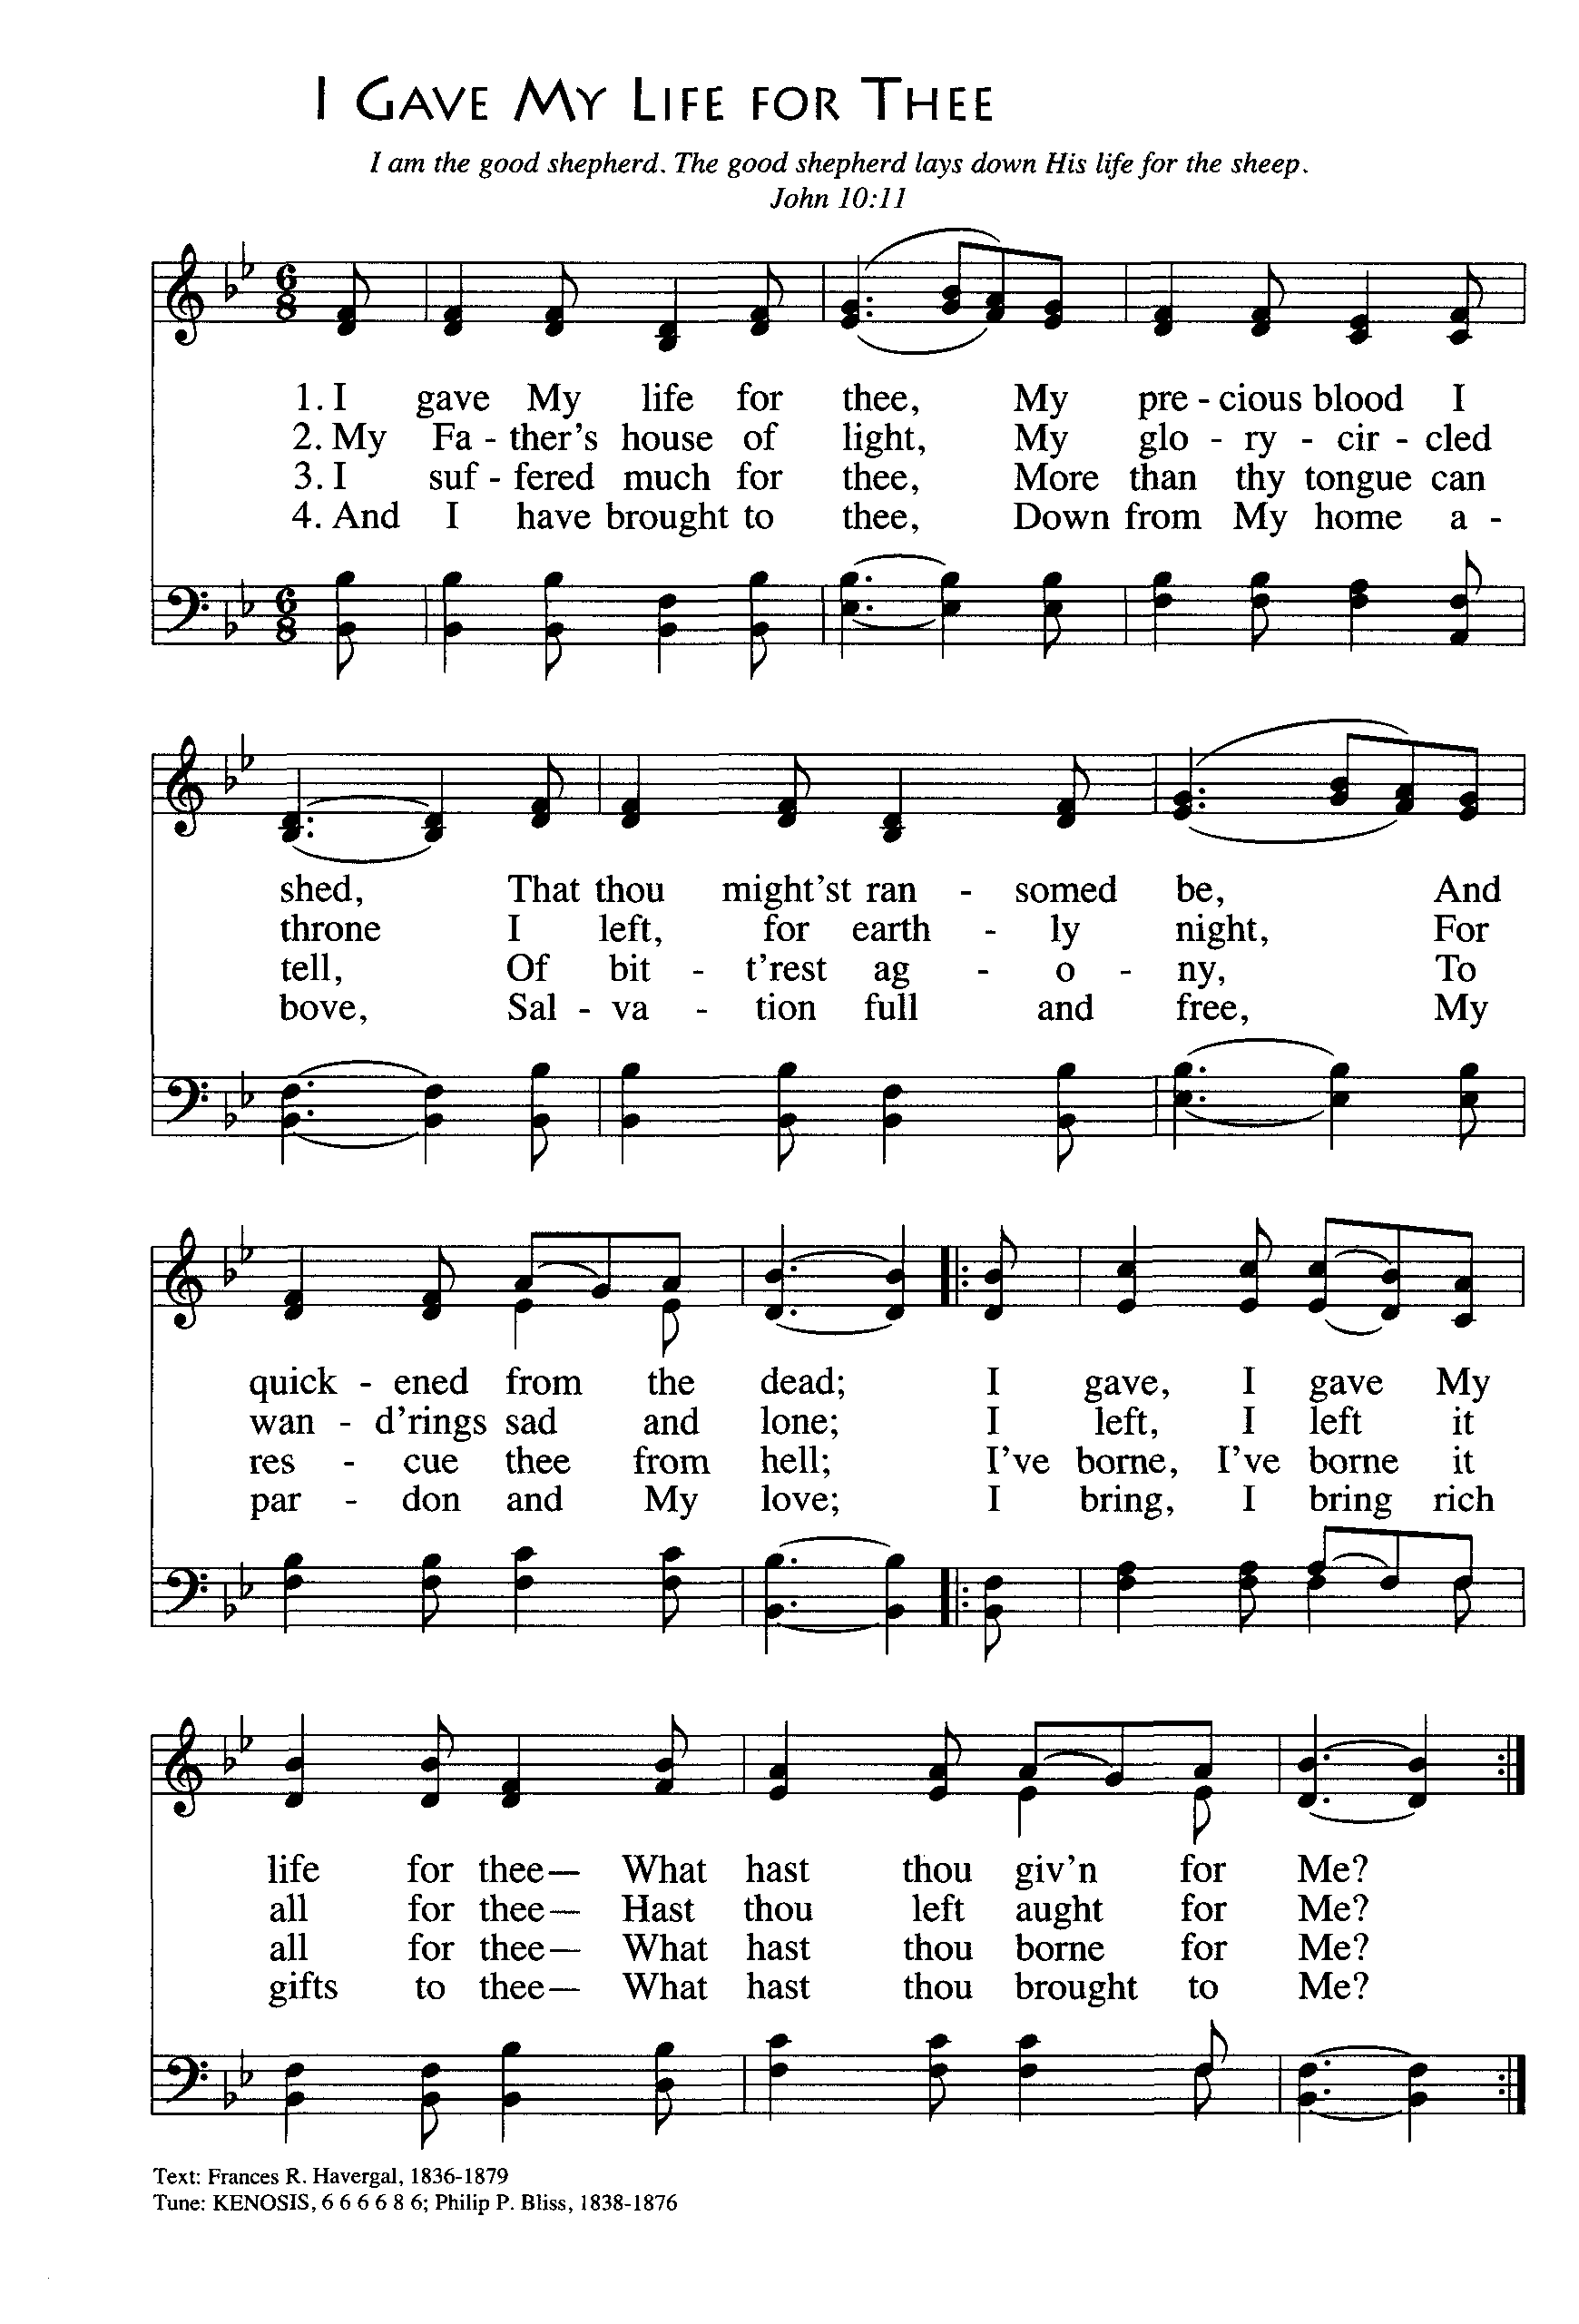 I GAVE MY LIFE FOR THEE
I am the good shepherd. The good shepherd lays down His life for the sheep.
John 10:11
6
8
1. I gave My life for thee, My pre - cious blood I
2. My Fa - ther's house of light, My glo - ry - cir - cled
3. I suf - fered much for thee, More than thy tongue can
4. And I have brought to thee, Down from My home a -
6
8
shed, That thou might'st ran - somed be, And
throne I left, for earth - ly night, For
tell, Of bit - t'rest ag - o - ny, To
bove, Sal - va - tion full and free, My
quick - ened from the dead; I gave, I gave My
wan - d'rings sad and lone; I left, I left it
res - cue thee from hell; I've borne, I've borne it
par - don and My love; I bring, I bring rich
life for thee— What hast thou giv'n for Me?
all for thee— Hast thou left aught for Me?
all for thee— What hast thou borne for Me?
gifts to thee— What hast thou brought to Me?
Text: Frances R. Havergal, 1836-1879
Tune: KENOSIS, 6 6 6 6 8 6; Philip P. Bliss, 1838-1876